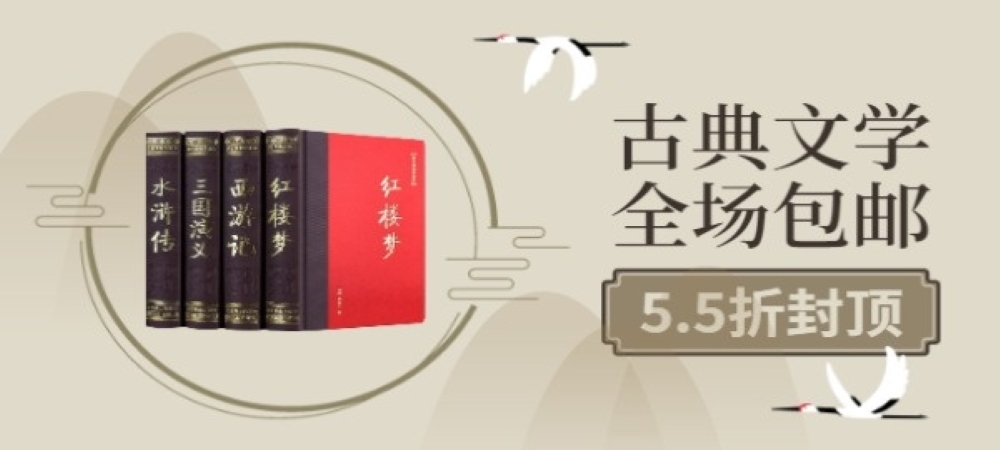 水浒传
三国演义
西游记
红楼梦
红楼梦
古典文学
全场包邮
5.5折封顶